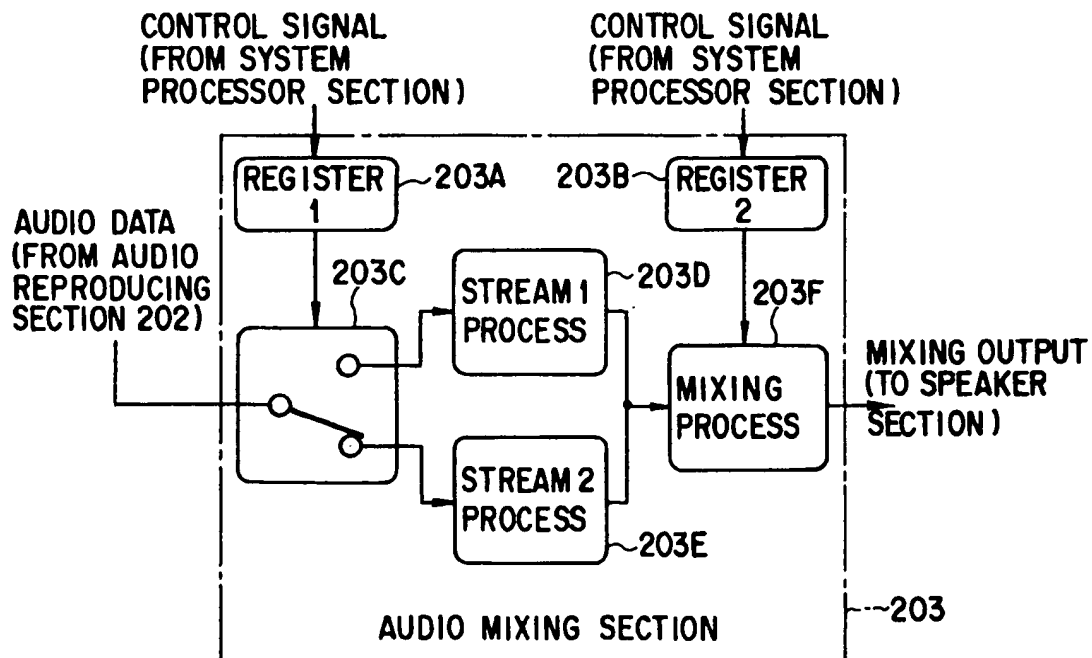 CONTROL SIGNAL
(FROM SYSTEM
PROCESSOR SECTION)
CONTROL SIGNAL
(FROM SYSTEM
PROCESSOR SECTION)
REGISTER
1
203A
203B
REGISTER
2
AUDIO DATA
(FROM AUDIO
REPRODUCING
SECTION 202)
203C
STREAM 1
PROCESS
203D
203F
MIXING
PROCESS
MIXING OUTPUT
(TO SPEAKER
SECTION)
STREAM 2
PROCESS
203E
203
AUDIO MIXING SECTION